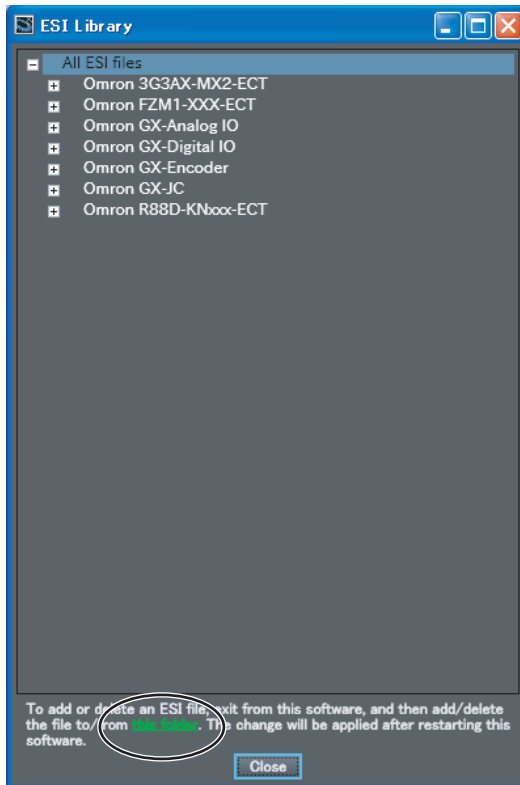 ESI Library
All ESI files
Omron 3G3AX-MX2-ECT
Omron FZM1-XXX-ECT
Omron GX-Analog IO
Omron GX-Digital IO
Omron GX-Encoder
Omron GX-JC
Omron R88D-KNxxx-ECT
To add or delete an ESI file, exit from this software, and then add/delete
the file to/from this folder. The change will be applied after restarting this
software.
Close